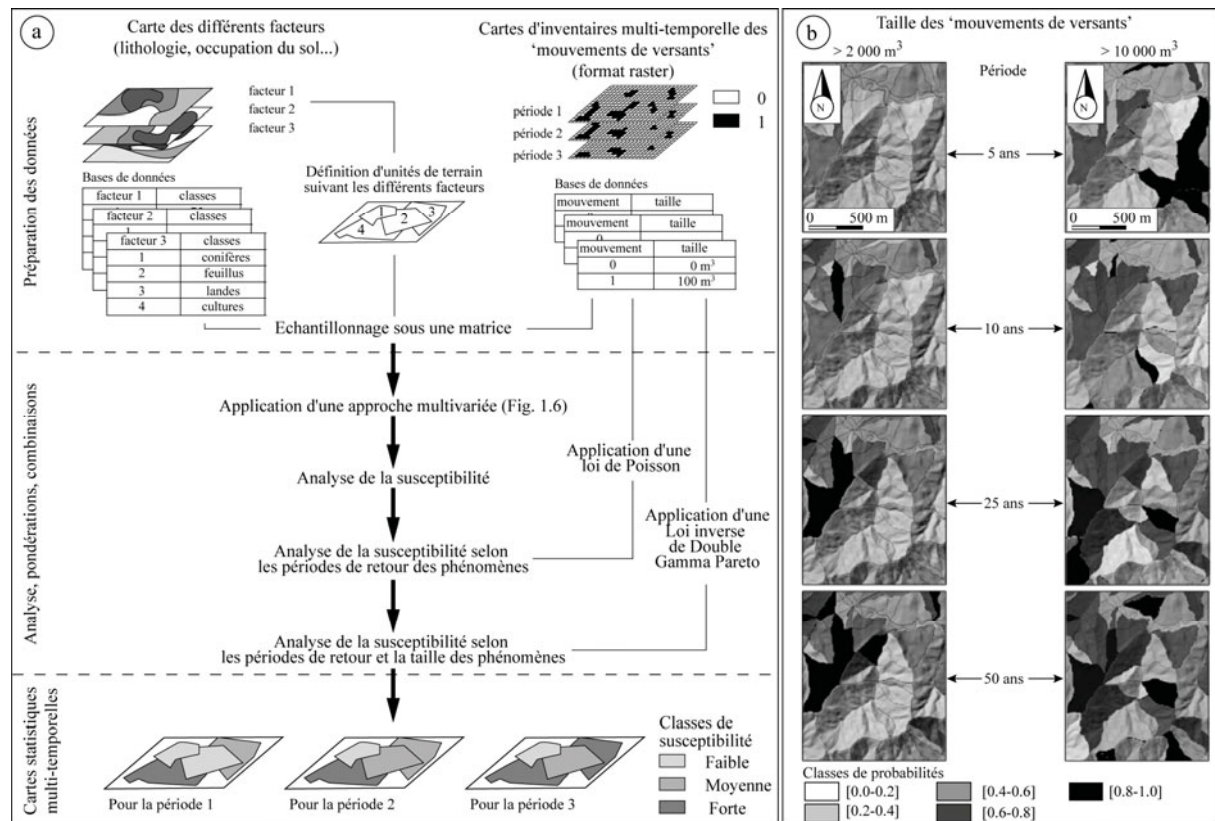 a
Carte des différents facteurs
(lithologie, occupation du sol...)
facteur 1
facteur 2
facteur 3
Bases de données
facteur 1 classes
facteur 2 classes
1
facteur 3 classes
1 conifères
2 feuillus
3 landes
4 cultures
Définition d'unités de terrain
suivant les différents facteurs
2
3
4
Cartes d'inventaires multi-temporelle des
‘mouvements de versants’
(format raster)
période 1
période 2
période 3
0
1
Bases de données
mouvement taille
mouvement taille
0
mouvement taille
0 0 m³
1 100 m³
Préparation des données
Echantillonnage sous une matrice
Analyse, pondérations, combinaisons
Application d'une approche multivariée (Fig. 1.6)
Analyse de la susceptibilité
Application d'une
loi de Poisson
Analyse de la susceptibilité selon
les périodes de retour des phénomènes
Application d'une
Loi inverse
de Double
Gamma Pareto
Analyse de la susceptibilité selon
les périodes de retour et la taille des phénomènes
Cartes statistiques
multi-temporelles
Pour la période 1
Pour la période 2
Pour la période 3
Classes de
susceptibilité
Faible
Moyenne
Forte
b
Taille des ‘mouvements de versants’
> 2 000 m³
Période
> 10 000 m³
N
N
5 ans
0 500 m
0 500 m
10 ans
25 ans
50 ans
Classes de probabilités
[0.0-0.2]
[0.2-0.4]
[0.4-0.6]
[0.6-0.8]
[0.8-1.0]